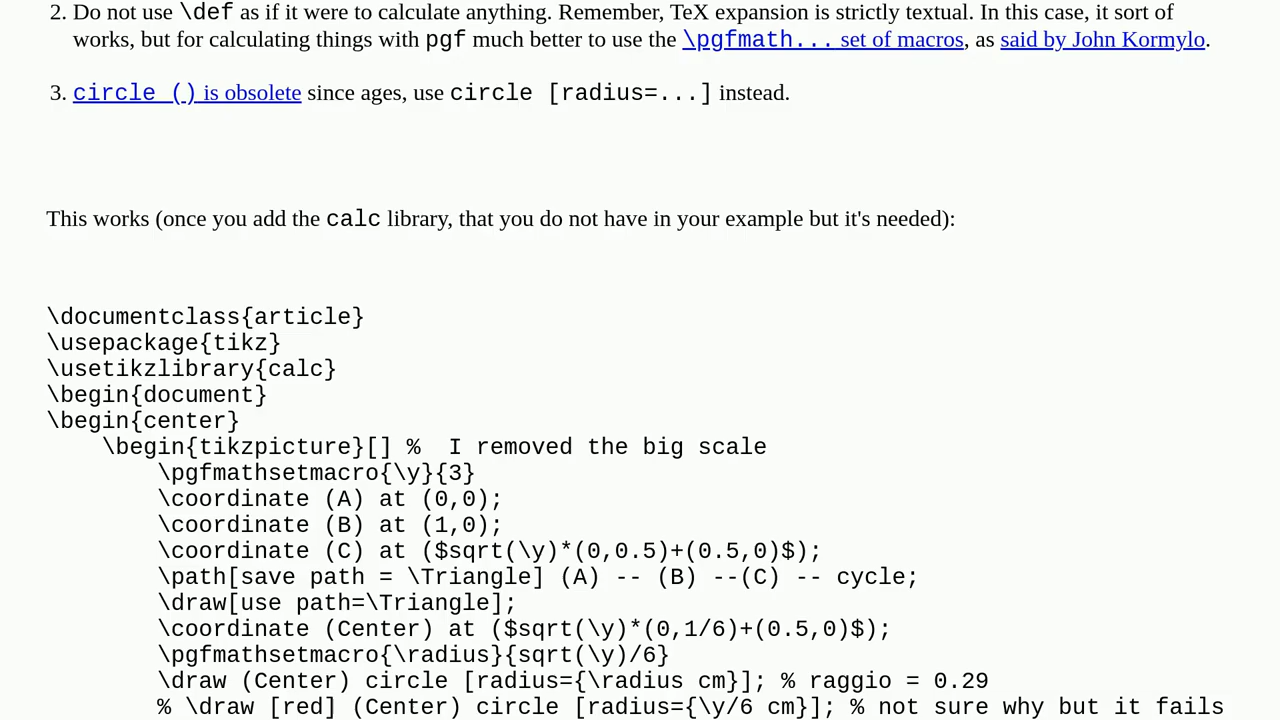 2. Do not use \def as if it were to calculate anything. Remember, TeX expansion is strictly textual. In this case, it sort of
works, but for calculating things with pgf much better to use the \pgfmath... set of macros, as said by John Kormylo.
3. circle () is obsolete since ages, use circle [radius=...] instead.
This works (once you add the calc library, that you do not have in your example but it's needed):
\documentclass{article}
\usepackage{tikz}
\usetikzlibrary{calc}
\begin{document}
\begin{center}
    \begin{tikzpicture}[] %  I removed the big scale
        \pgfmathsetmacro{\y}{3}
        \coordinate (A) at (0,0);
        \coordinate (B) at (1,0);
        \coordinate (C) at ($sqrt(\y)*(0,0.5)+(0.5,0)$);
        \path[save path = \Triangle] (A) -- (B) --(C) -- cycle;
        \draw[use path=\Triangle];
        \coordinate (Center) at ($sqrt(\y)*(0,1/6)+(0.5,0)$);
        \pgfmathsetmacro{\radius}{sqrt(\y)/6}
        \draw (Center) circle [radius={\radius cm}]; % raggio = 0.29
        % \draw [red] (Center) circle [radius={\y/6 cm}]; % not sure why but it fails